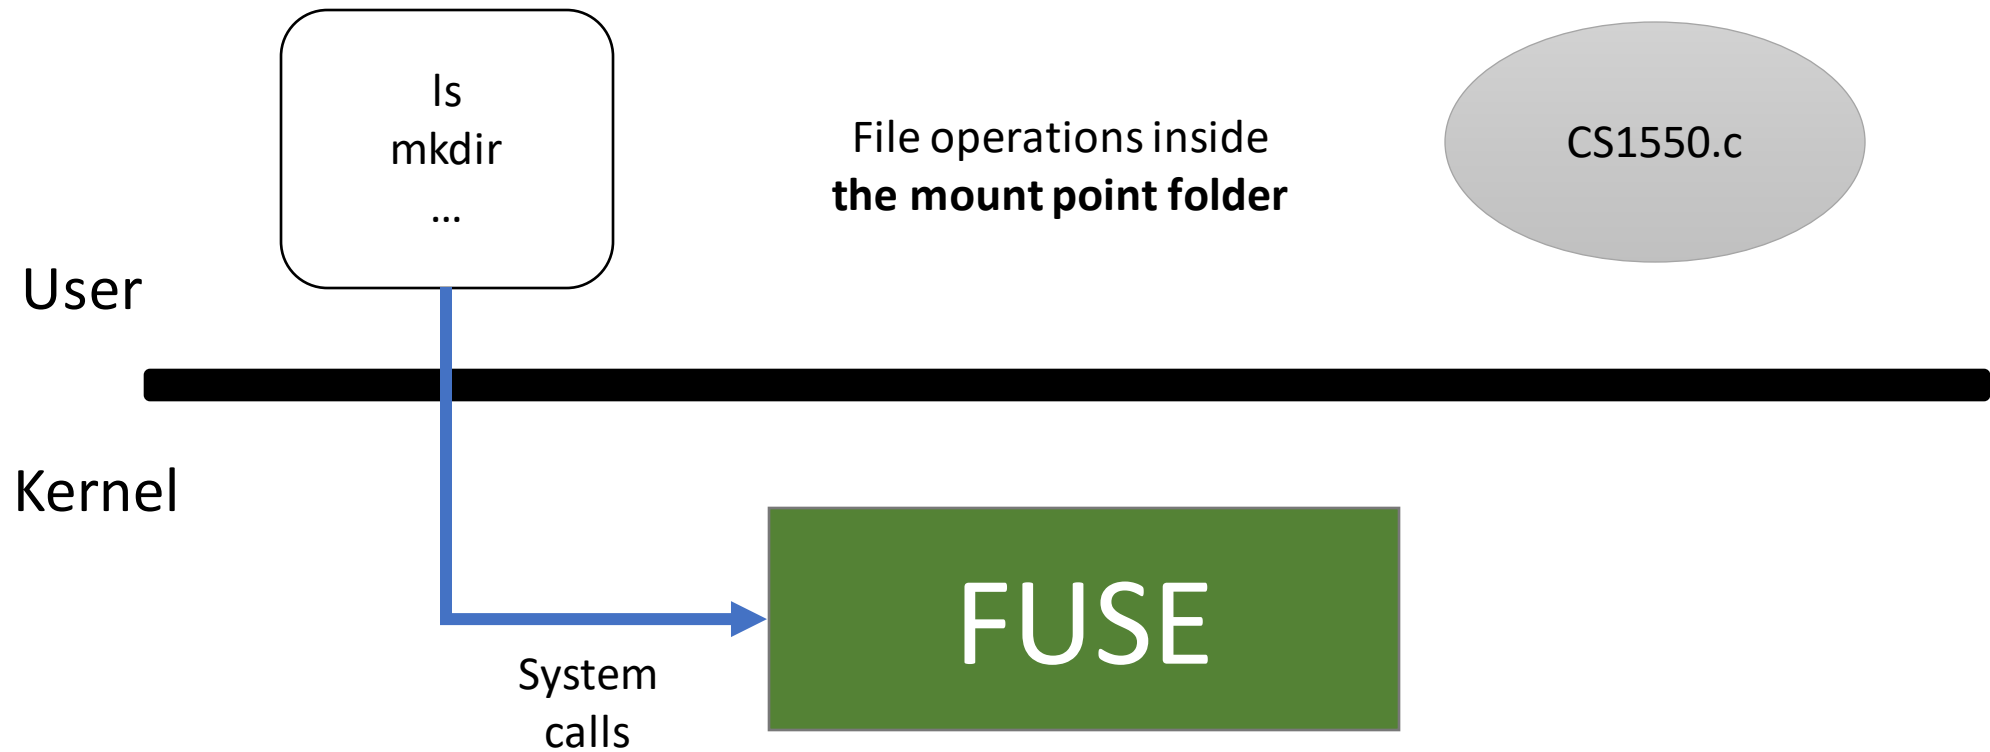 ls
mkdir
...
File operations inside
the mount point folder
CS1550.c
User
Kernel
FUSE
System
calls